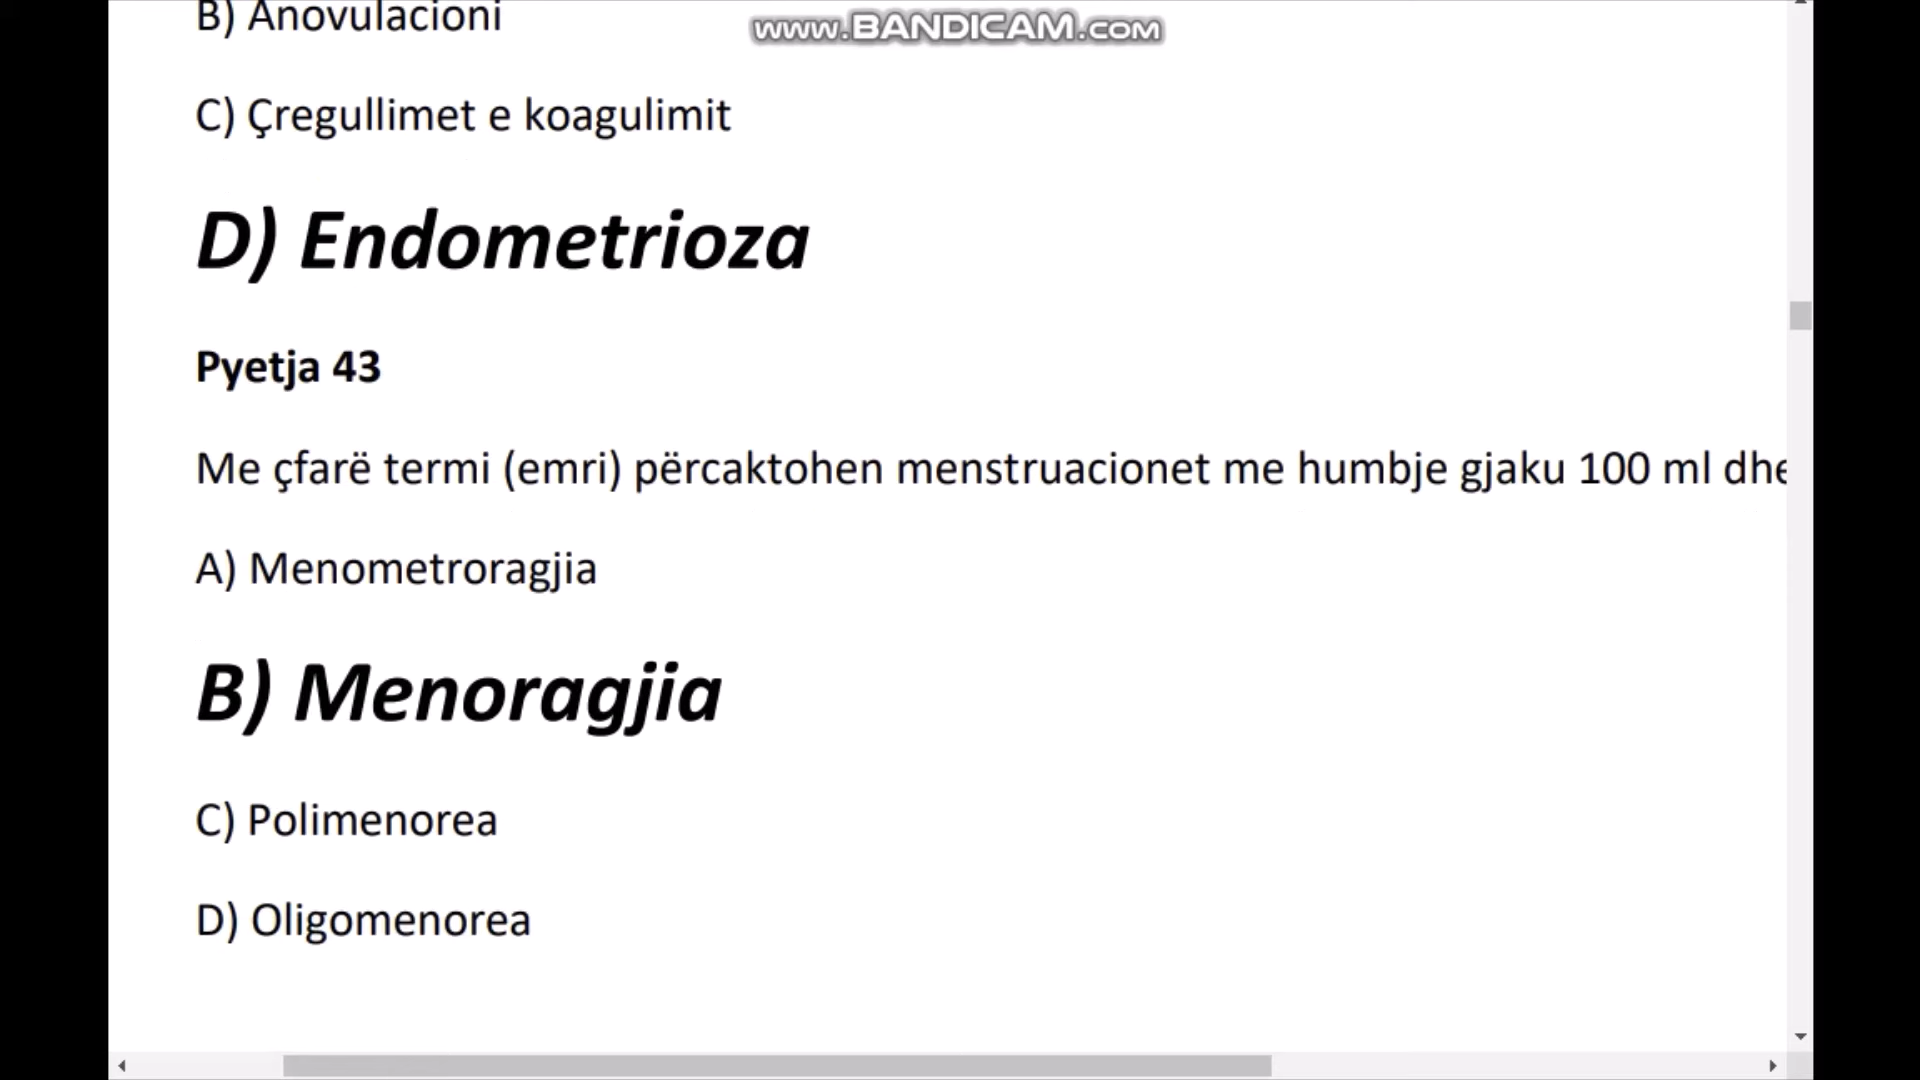 B) Anovulacioni
www.BANDICAM.com
C) Çregullimet e koagulimit
D) Endometrioza
Pyetja 43
Me çfarë termi (emri) përcaktohen menstruacionet me humbje gjaku 100 ml dhe
A) Menometroragjia
B) Menoragjia
C) Polimenorea
D) Oligomenorea